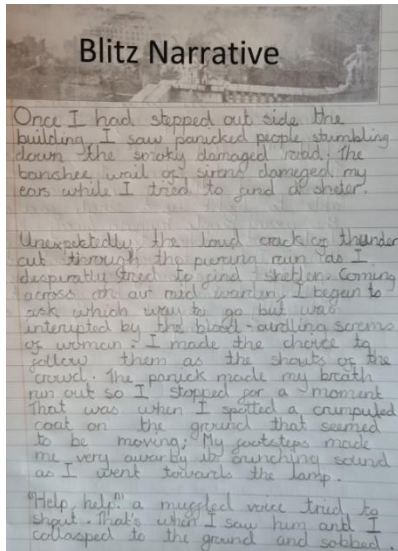 Blitz Narrative
Once I had stepped out side the
building I saw panicked people stumbling
down the smoky damaged road. The
banshee wail of sirens damaged my
ears while I tried to find a shelter.
Unexpectedly, the loud crack of thunder
cut through the piercing rain as I
desperatly tried to find shelter. Coming
across an air raid warden, I began to
ask which way to go but was
interupted by the blood-curdling screams
of woman. I made the choice to
follow them as the shouts of the
crowd. The panick made my breath
run out so I stopped for a moment
That was when I spotted a crumpuled
coat on the ground that seemed
to be moving; My footsteps made
me very crunching sound
as I went towards the lamp.
"Help, help!" a muggled voice tried to
shout. That's when I saw him and I
collasped to the ground and sobbed.